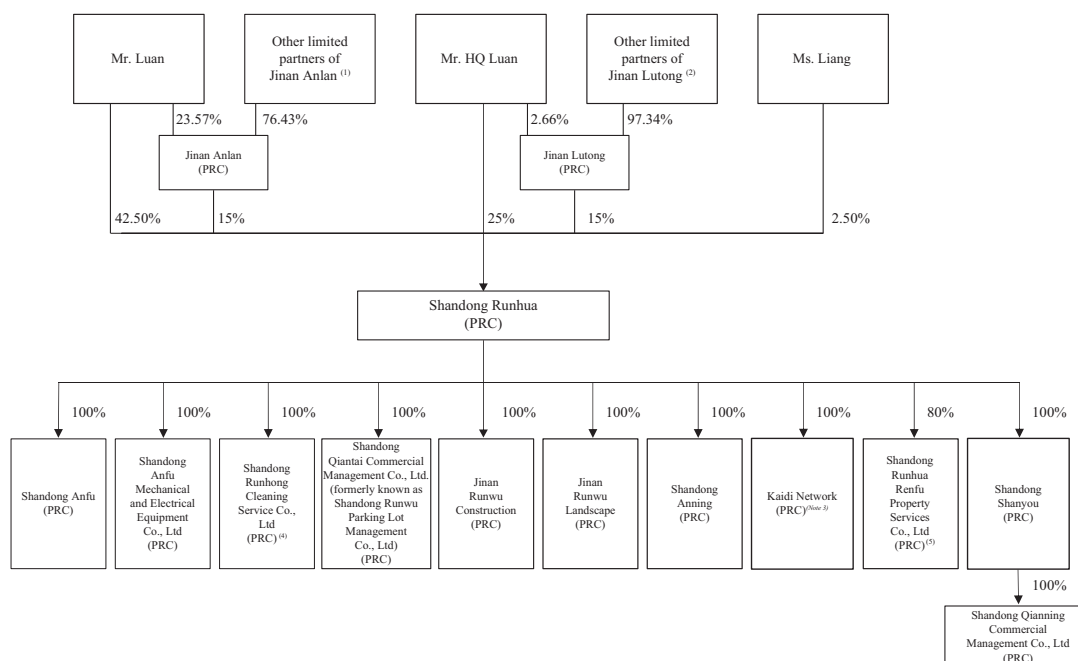 Mr. Luan
Other limited
partners of
Jinan Anlan (1)
Mr. HQ Luan
Other limited
partners of
Jinan Lutong (2)
Ms. Liang
23.57%
76.43%
2.66%
97.34%
Jinan Anlan
(PRC)
Jinan Lutong
(PRC)
42.50%
15%
25%
15%
2.50%
Shandong Runhua
(PRC)
100%
100%
100%
100%
100%
100%
100%
100%
80%
100%
Shandong Anfu
(PRC)
Shandong
Anfu
Mechanical
and Electrical
Equipment
Co., Ltd
(PRC)
Shandong
Runhong
Cleaning
Service Co.,
Ltd
(PRC) (4)
Shandong
Qiantai Commercial
Management Co., Ltd.
(formerly known as
Shandong Runwu
Parking Lot
Management
Co., Ltd)
(PRC)
Jinan
Runwu
Construction
(PRC)
Jinan
Runwu
Landscape
(PRC)
Shandong
Anning
(PRC)
Kaidi Network
(PRC)(Note 3)
Shandong
Runhua
Renfu
Property
Services
Co., Ltd
(PRC)(5)
Shandong
Shanyou
(PRC)
100%
Shandong Qianning
Commercial
Management Co., Ltd
(PRC)